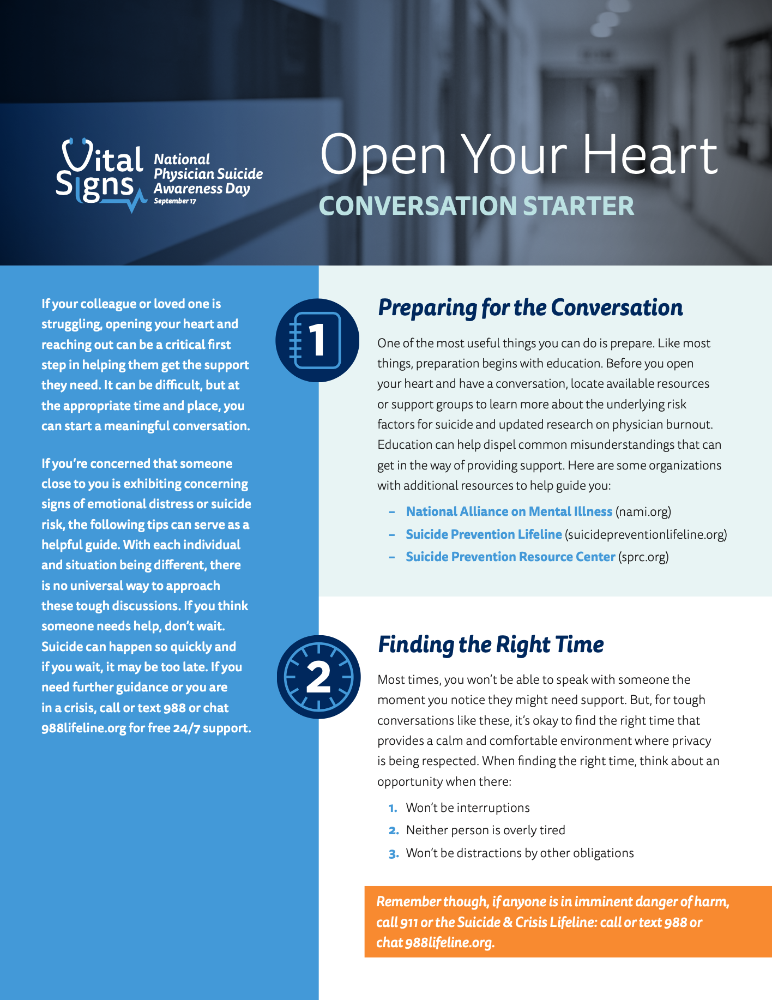 Vital
Signs
National
Physician Suicide
Awareness Day
September 17
Open Your Heart
CONVERSATION STARTER
If your colleague or loved one is
struggling, opening your heart and
reaching out can be a critical first
step in helping them get the support
they need. It can be difficult, but at
the appropriate time and place, you
can start a meaningful conversation.
If you’re concerned that someone
close to you is exhibiting concerning
signs of emotional distress or suicide
risk, the following tips can serve as a
helpful guide. With each individual
and situation being different, there
is no universal way to approach
these tough discussions. If you think
someone needs help, don’t wait.
Suicide can happen so quickly and
if you wait, it may be too late. If you
need further guidance or you are
in a crisis, call or text 988 or chat
988lifeline.org for free 24/7 support.
1
Preparing for the Conversation
One of the most useful things you can do is prepare. Like most
things, preparation begins with education. Before you open
your heart and have a conversation, locate available resources
or support groups to learn more about the underlying risk
factors for suicide and updated research on physician burnout.
Education can help dispel common misunderstandings that can
get in the way of providing support. Here are some organizations
with additional resources to help guide you:
– National Alliance on Mental Illness (nami.org)
– Suicide Prevention Lifeline (suicidepreventionlifeline.org)
– Suicide Prevention Resource Center (sprc.org)
2
Finding the Right Time
Most times, you won’t be able to speak with someone the
moment you notice they might need support. But, for tough
conversations like these, it’s okay to find the right time that
provides a calm and comfortable environment where privacy
is being respected. When finding the right time, think about an
opportunity when there:
1. Won’t be interruptions
2. Neither person is overly tired
3. Won’t be distractions by other obligations
Remember though, if anyone is in imminent danger of harm,
call 911 or the Suicide & Crisis Lifeline: call or text 988 or
chat 988lifeline.org.